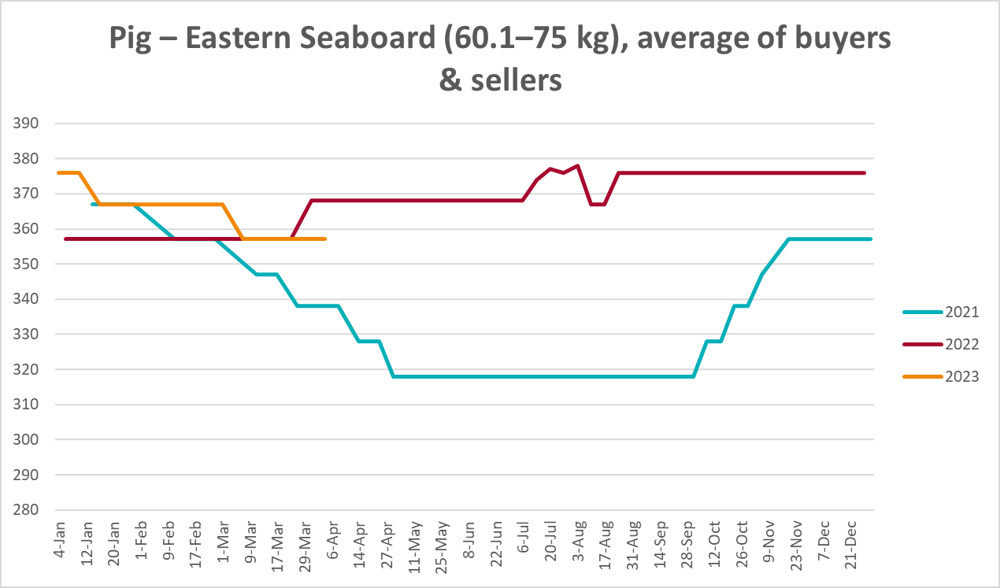 Pig – Eastern Seaboard (60.1–75 kg), average of buyers
& sellers
390
380
370
360
350
340
330
320
310
300
290
280
4-Jan
12-Jan
20-Jan
1-Feb
9-Feb
17-Feb
1-Mar
9-Mar
17-Mar
29-Mar
6-Apr
14-Apr
27-Apr
11-May
25-May
8-Jun
22-Jun
6-Jul
20-Jul
3-Aug
17-Aug
31-Aug
14-Sep
28-Sep
12-Oct
26-Oct
9-Nov
23-Nov
7-Dec
21-Dec
2021
2022
2023